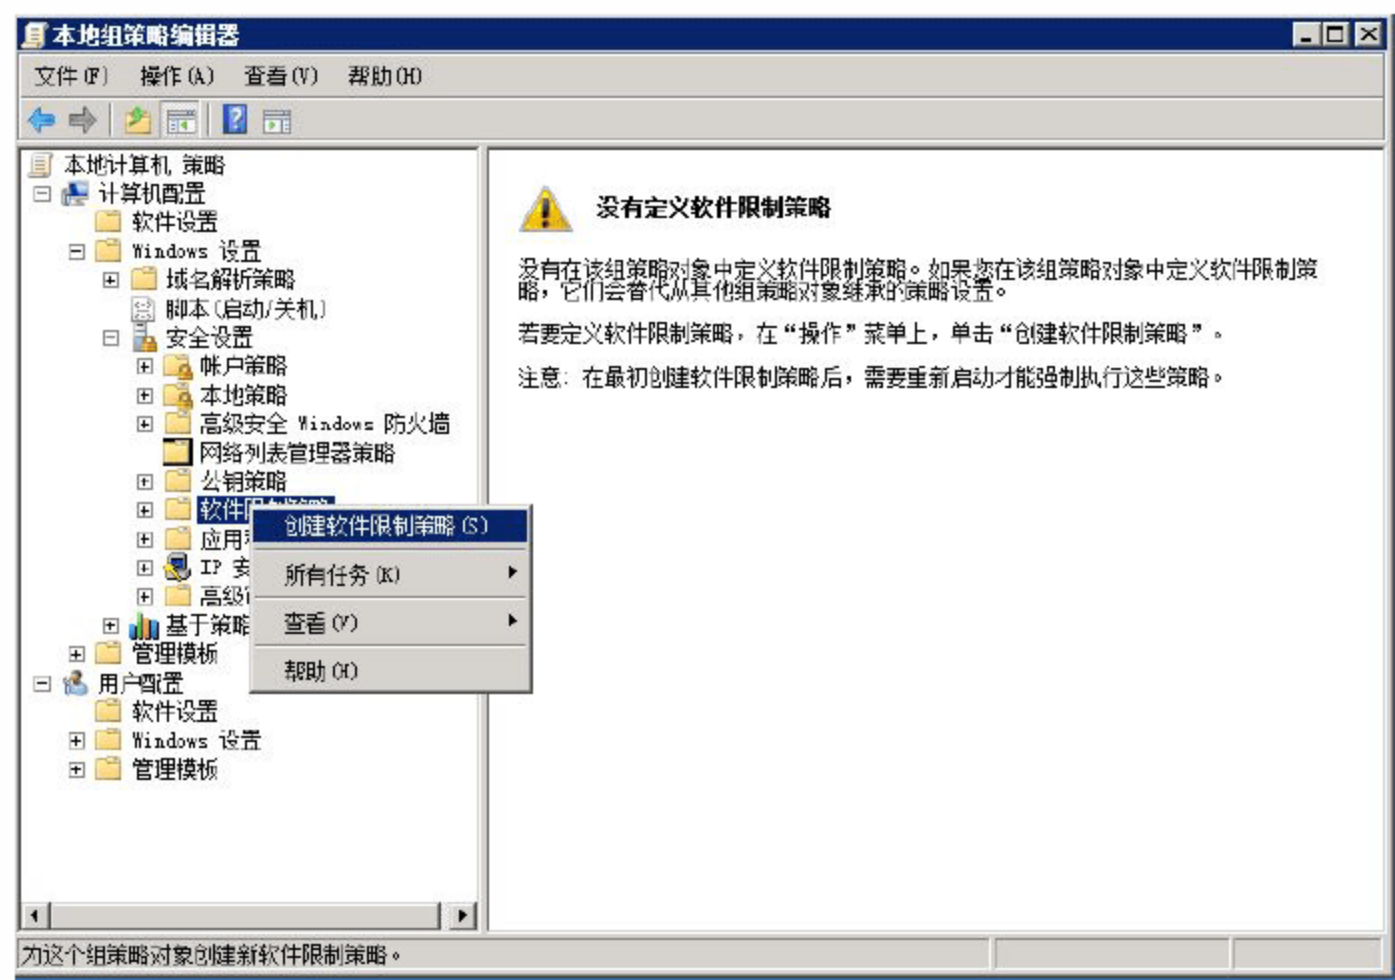 本地组策略编辑器
文件(F) 操作(A) 查看(V) 帮助(H)
本地计算机 策略
计算机配置
软件设置
Windows 设置
域名解析策略
脚本(启动/关机)
安全设置
帐户策略
本地策略
高级安全 Windows 防火墙
网络列表管理器策略
公钥策略
软件
应用
IP 安
高级
基于策略
管理模板
用户配置
软件设置
Windows 设置
管理模板
创建软件限制策略(S)
所有任务(K)
查看(V)
帮助(H)
没有定义软件限制策略
没有在该组策略对象中定义软件限制策略。如果您在该组策略对象中定义软件限制策
略，它们会替代从其他组策略对象继承的策略设置。
若要定义软件限制策略，在“操作”菜单上，单击“创建软件限制策略”。
注意: 在最初创建软件限制策略后，需要重新启动才能强制执行这些策略。
为这个组策略对象创建新软件限制策略。